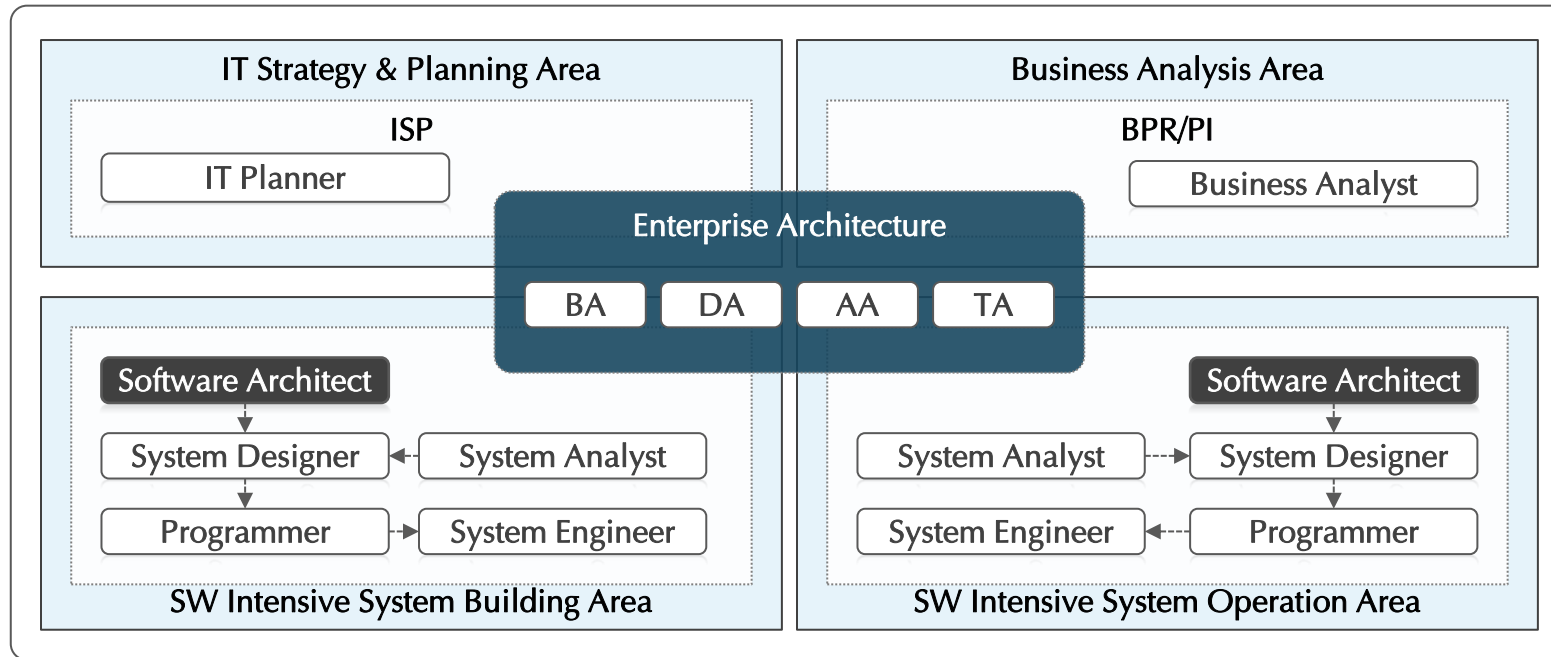 IT Strategy & Planning Area
ISP
IT Planner
Business Analysis Area
BPR/PI
Business Analyst
Enterprise Architecture
BA
DA
AA
TA
Software Architect
System Designer
System Analyst
Programmer
System Engineer
SW Intensive System Building Area
Software Architect
System Analyst
System Designer
System Engineer
Programmer
SW Intensive System Operation Area